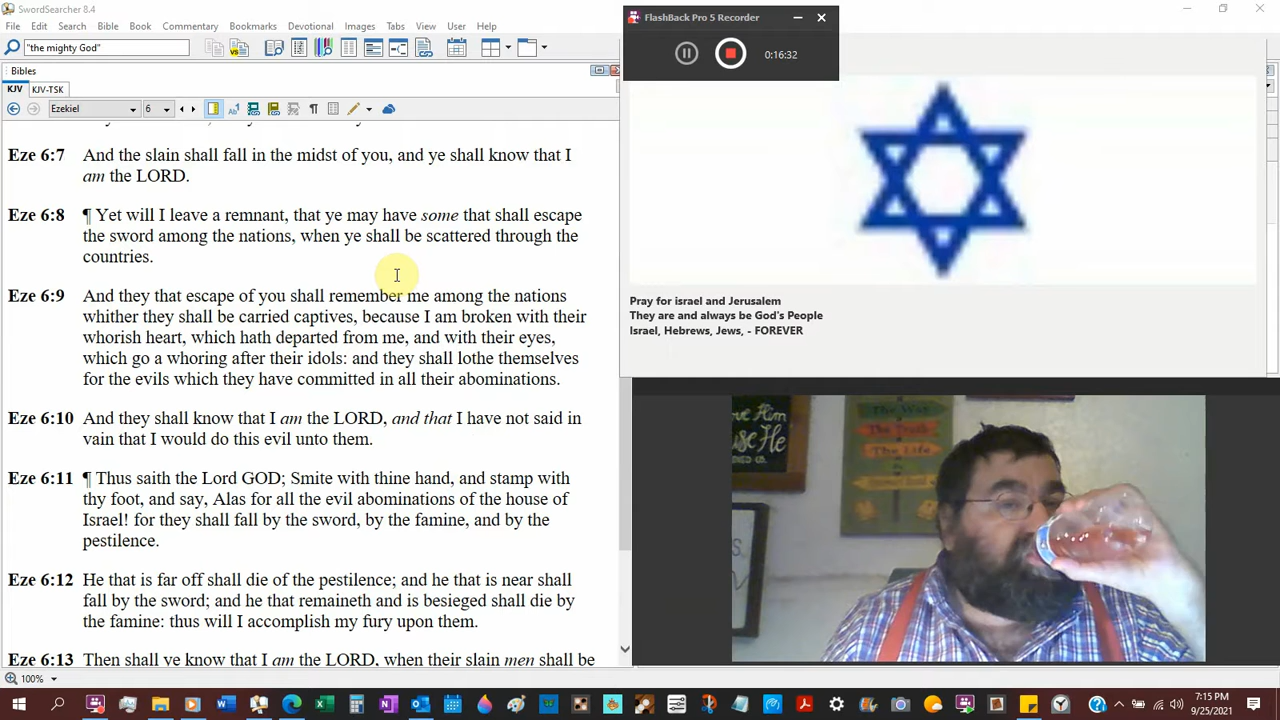 SwordSearcher 8.4
File Edit Search Bible Bookmarks Devotional Images Tabs View User Help
"the mighty God"
Bibles
KJV KJV-TSK
Ezekiel 6
Eze 6:7 And the slain shall fall in the midst of you, and ye shall know that I
am the LORD.
Eze 6:8 ¶ Yet will I leave a remnant, that ye may have some that shall escape
the sword among the nations, when ye shall be scattered through the
countries.
Eze 6:9 And they that escape of you shall remember me among the nations
whither they shall be carried captives, because I am broken with their
whorish heart, which hath departed from me, and with their eyes,
which go a whoring after their idols: and they shall lothe themselves
for the evils which they have committed in all their abominations.
Eze 6:10 And they shall know that I am the LORD, and that I have not said in
vain that I would do this evil unto them.
Eze 6:11 ¶ Thus saith the Lord GOD; Smite with thine hand, and stamp with
thy foot, and say, Alas for all the evil abominations of the house of
Israel! for they shall fall by the sword, by the famine, and by the
pestilence.
Eze 6:12 He that is far off shall die of the pestilence; and he that is near shall
fall by the sword; and he that remaineth and is besieged shall die by
the famine: thus will I accomplish my fury upon them.
Eze 6:13 Then shall ye know that I am the LORD, when their slain men shall be
100%
FlashBack Pro 5 Recorder
0:16:32
Pray for israel and Jerusalem
They are and always be God's People
Israel, Hebrews, Jews, - FOREVER
Love Him
The Way
The Truth
The Life
7:15 PM
9/25/2021